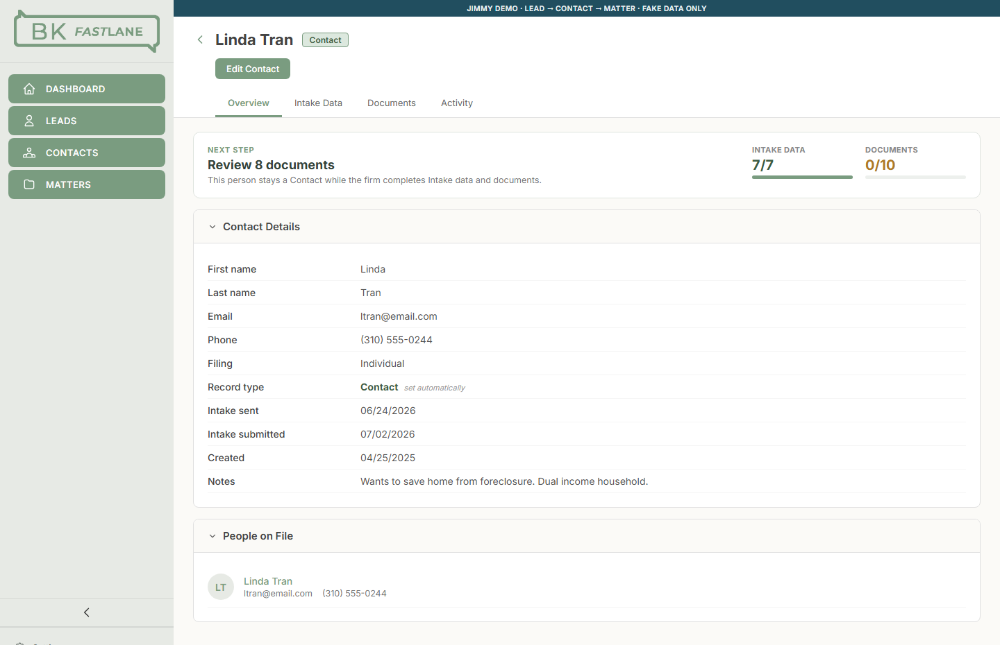 BK FASTLANE
JIMMY DEMO · LEAD → CONTACT → MATTER · FAKE DATA ONLY
DASHBOARD
LEADS
CONTACTS
MATTERS
Linda Tran Contact
Edit Contact
Overview Intake Data Documents Activity
NEXT STEP
Review 8 documents
This person stays a Contact while the firm completes Intake data and documents.
INTAKE DATA
7/7
DOCUMENTS
0/10
Contact Details
First name Linda
Last name Tran
Email ltran@email.com
Phone (310) 555-0244
Filing Individual
Record type Contact set automatically
Intake sent 06/24/2026
Intake submitted 07/02/2026
Created 04/25/2025
Notes Wants to save home from foreclosure. Dual income household.
People on File
LT
Linda Tran
ltran@email.com (310) 555-0244